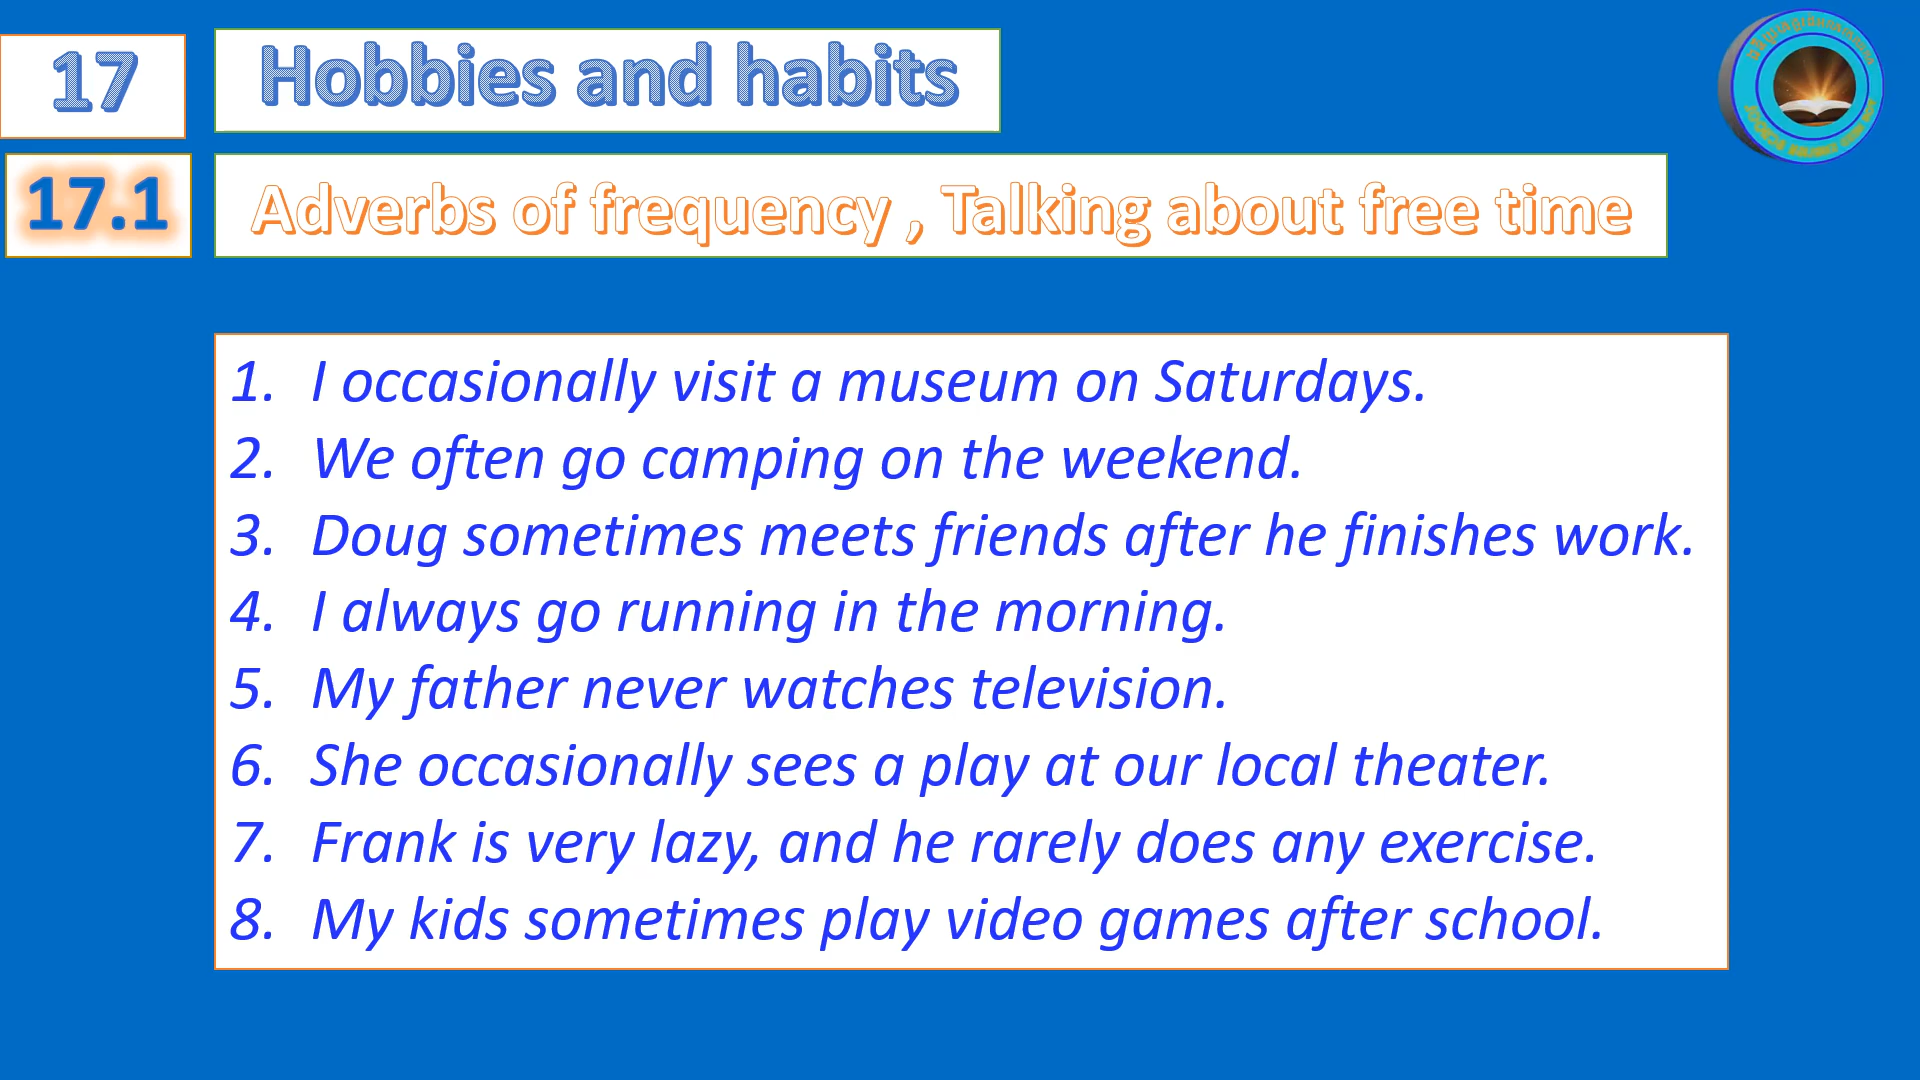 17
Hobbies and habits
17.1
Adverbs of frequency , Talking about free time
1. I occasionally visit a museum on Saturdays.
2. We often go camping on the weekend.
3. Doug sometimes meets friends after he finishes work.
4. I always go running in the morning.
5. My father never watches television.
6. She occasionally sees a play at our local theater.
7. Frank is very lazy, and he rarely does any exercise.
8. My kids sometimes play video games after school.